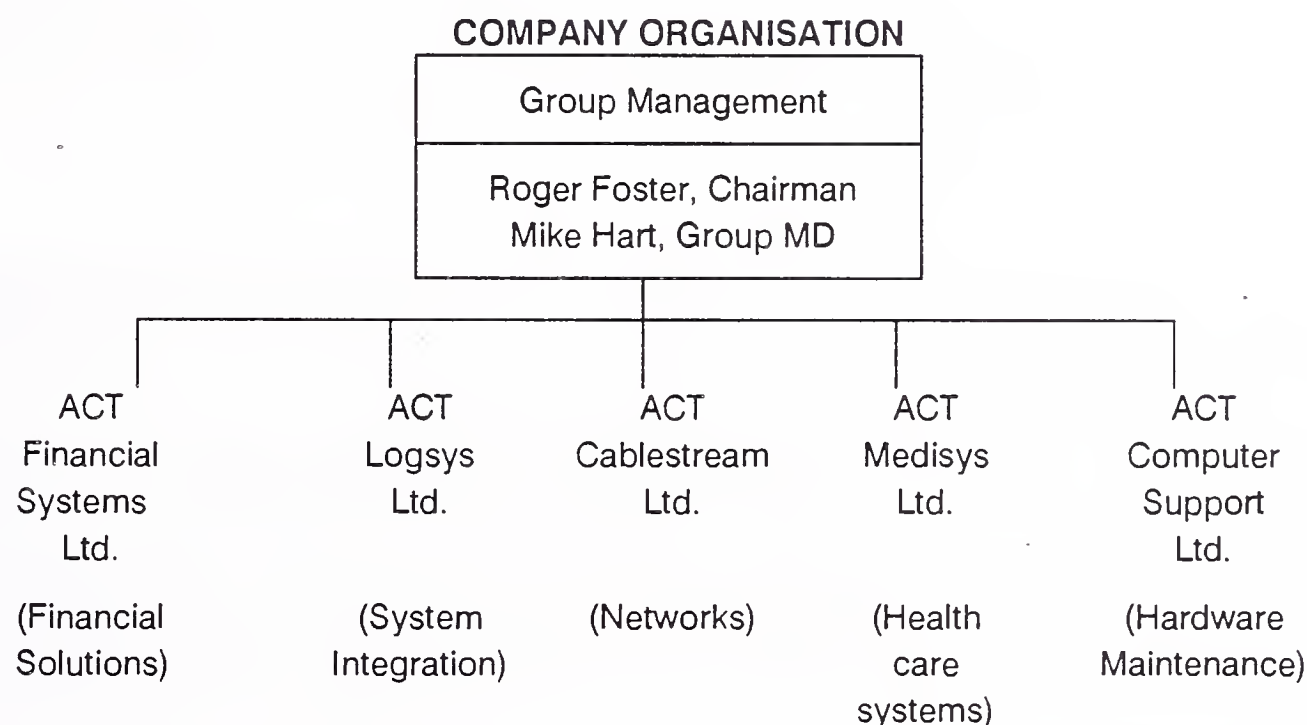 COMPANY ORGANISATION
Group Management
Roger Foster, Chairman
Mike Hart, Group MD
ACT
Financial
Systems
Ltd.
(Financial
Solutions)
ACT
Logsys
Ltd.
(System
Integration)
ACT
Cablestream
Ltd.
(Networks)
ACT
Medisys
Ltd.
(Health
care
systems)
ACT
Computer
Support
Ltd.
(Hardware
Maintenance)